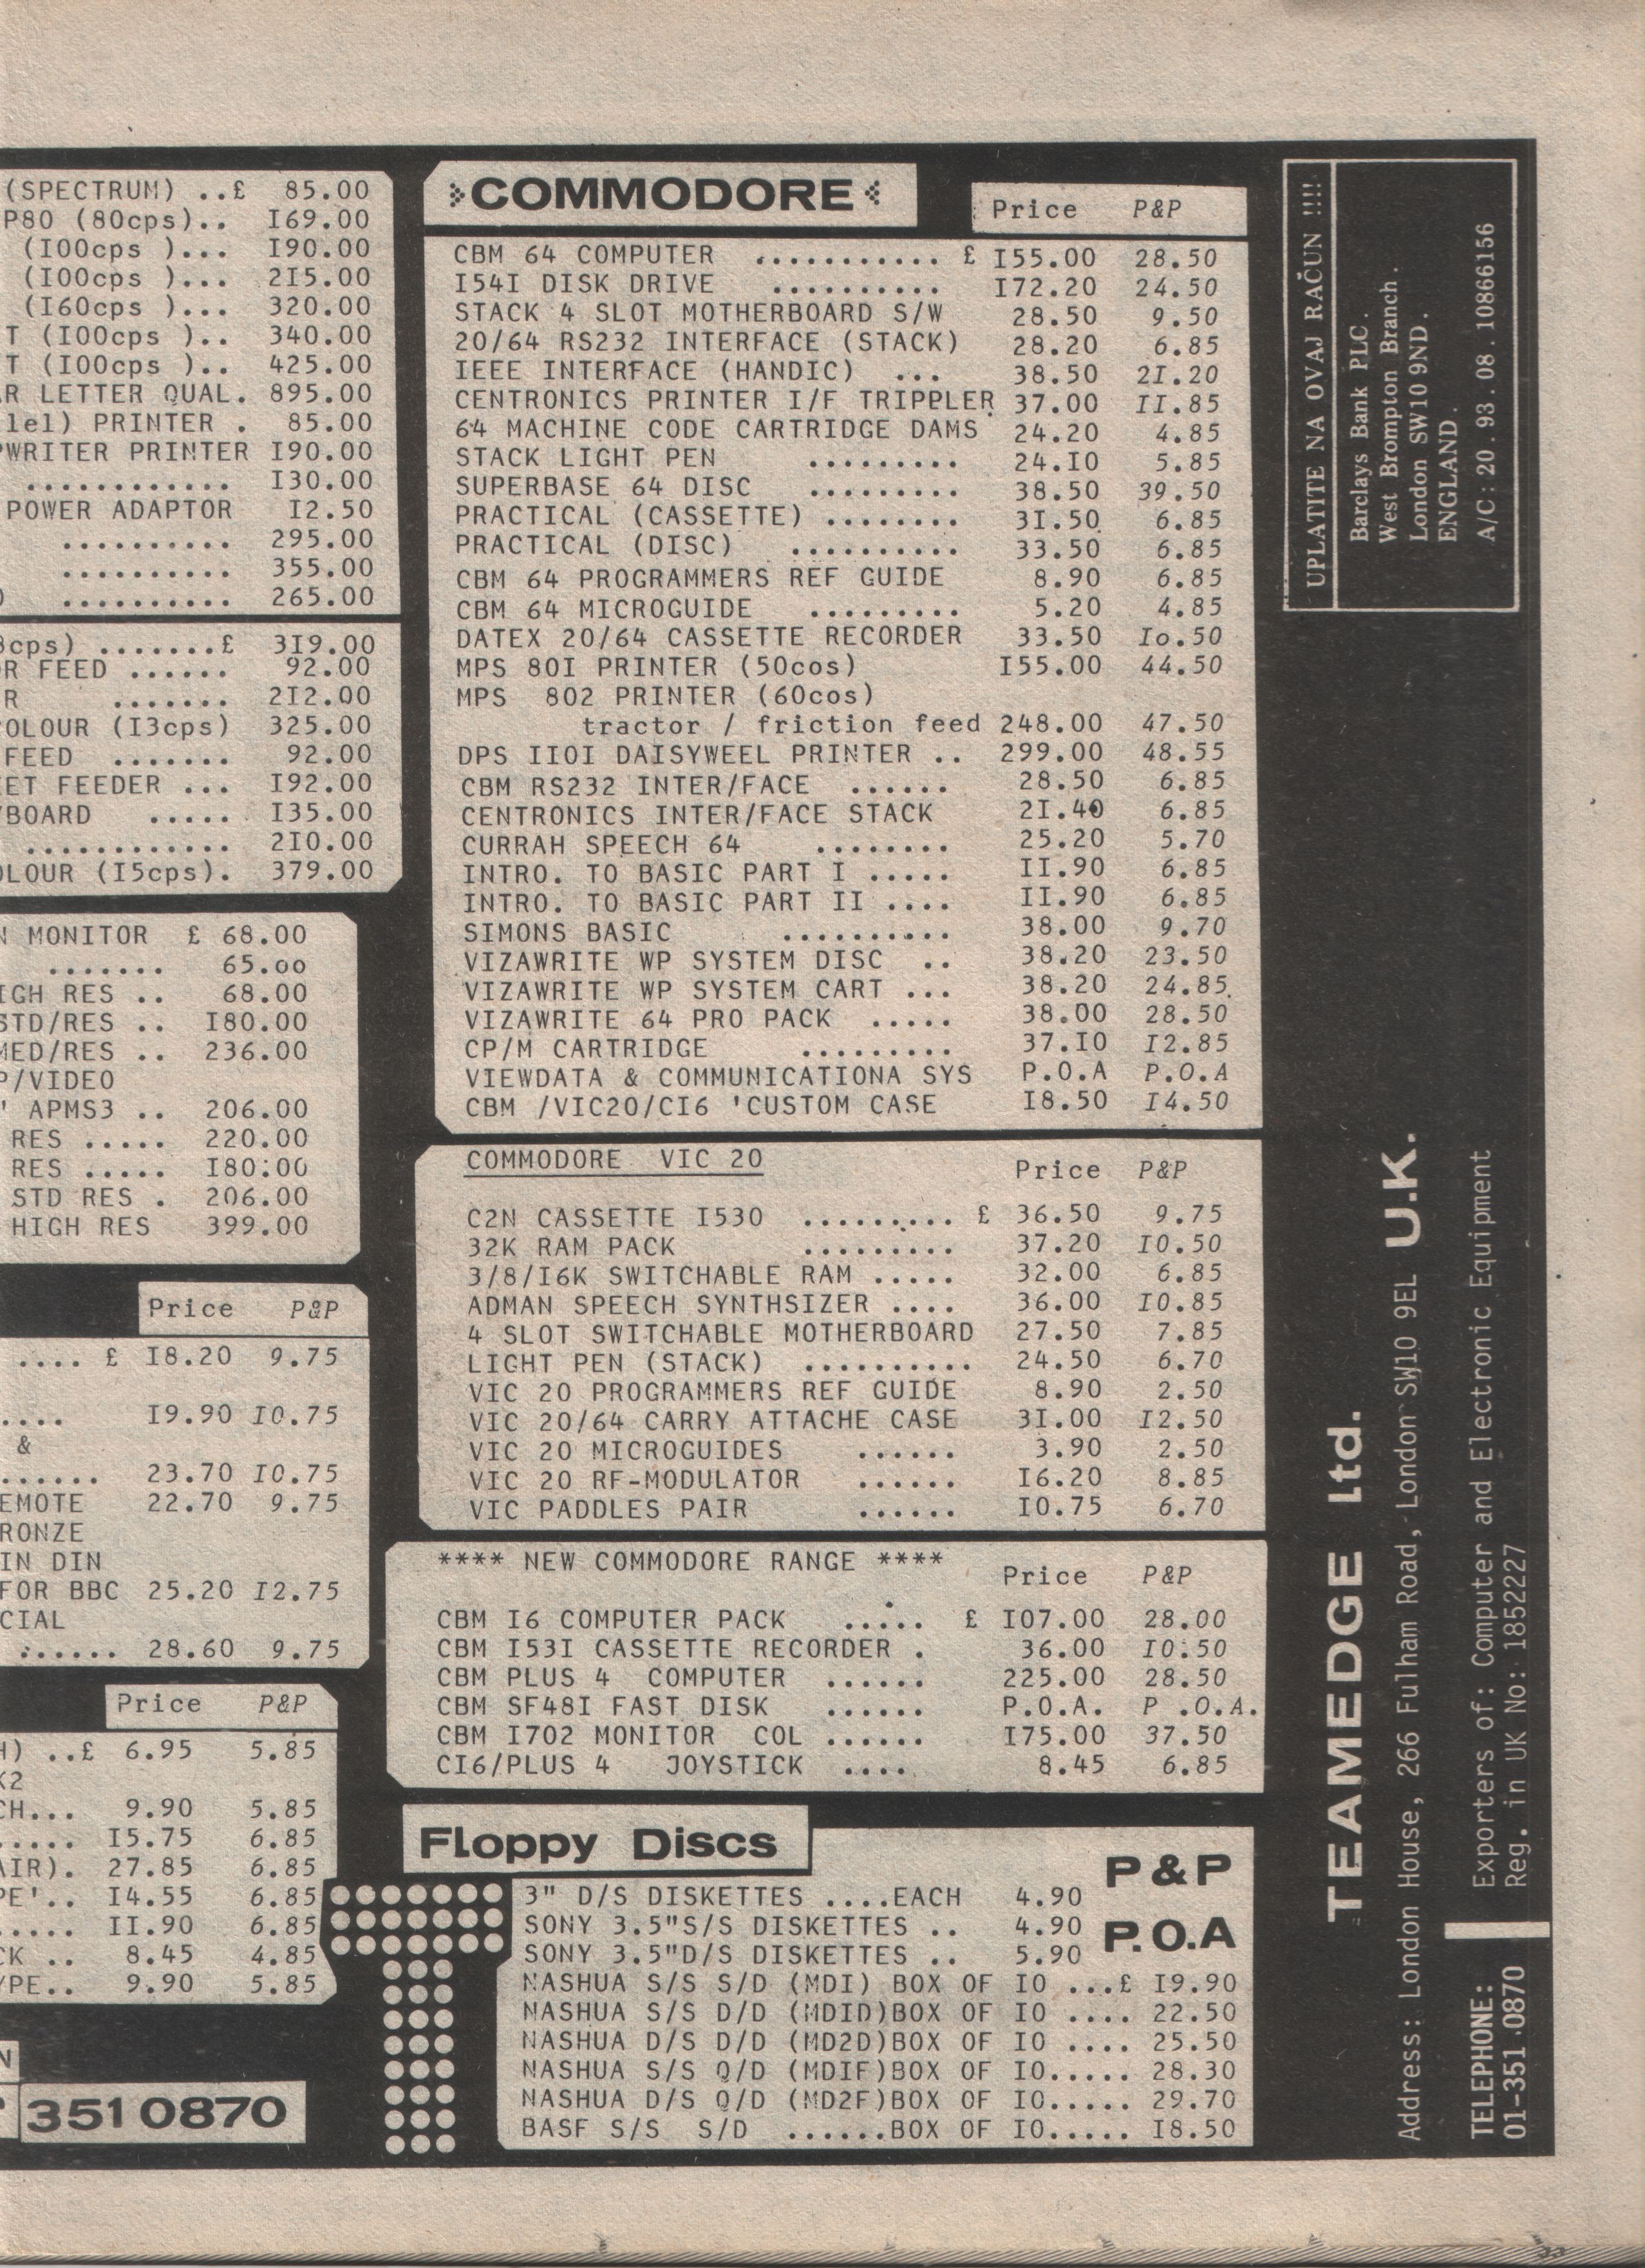 (SPECTRUM) ..£ 85.00
P80 (80cps).. I69.00
(I00cps )... I90.00
(I00cps )... 2I5.00
(I60cps )... 320.00
T (I00cps ).. 340.00
T (I00cps ).. 425.00
R LETTER QUAL. 895.00
lel) PRINTER . 85.00
PWRITER PRINTER I90.00
............ I30.00
POWER ADAPTOR I2.50
.......... 295.00
.......... 355.00
.......... 265.00
cps) .......£ 3I9.00
R FEED ...... 92.00
R ....... 2I2.00
OLOUR (I3cps) 325.00
FEED ....... 92.00
ET FEEDER ... I92.00
BOARD ..... I35.00
............ 2I0.00
OLOUR (I5cps). 379.00
N MONITOR £ 68.00
....... 65.oo
IGH RES .. 68.00
STD/RES .. I80.00
MED/RES .. 236.00
P/VIDEO
' APMS3 .. 206.00
RES ..... 220.00
RES ..... I80:00
STD RES . 206.00
HIGH RES 399.00
Price P&P
.... £ I8.20 9.75
.... I9.90 I0.75
&
...... 23.70 I0.75
EMOTE 22.70 9.75
RONZE
IN DIN
FOR BBC 25.20 I2.75
CIAL
...... 28.60 9.75
Price P&P
H) ..£ 6.95 5.85
K2
CH... 9.90 5.85
..... I5.75 6.85
AIR). 27.85 6.85
PE'.. I4.55 6.85
..... II.90 6.85
CK .. 8.45 4.85
YPE.. 9.90 5.85
N
351 0870
COMMODORE
Price P&P
CBM 64 COMPUTER ........... £ I55.00 28.50
I54I DISK DRIVE .......... I72.20 24.50
STACK 4 SLOT MOTHERBOARD S/W 28.50 9.50
20/64 RS232 INTERFACE (STACK) 28.20 6.85
IEEE INTERFACE (HANDIC) ... 38.50 2I.20
CENTRONICS PRINTER I/F TRIPPLER 37.00 II.85
64 MACHINE CODE CARTRIDGE DAMS 24.20 4.85
STACK LIGHT PEN ......... 24.I0 5.85
SUPERBASE 64 DISC ......... 38.50 39.50
PRACTICAL (CASSETTE) ........ 3I.50 6.85
PRACTICAL (DISC) .......... 33.50 6.85
CBM 64 PROGRAMMERS REF GUIDE 8.90 6.85
CBM 64 MICROGUIDE ......... 5.20 4.85
DATEX 20/64 CASSETTE RECORDER 33.50 Io.50
MPS 80I PRINTER (50cos) I55.00 44.50
MPS 802 PRINTER (60cos)
tractor / friction feed 248.00 47.50
DPS II0I DAISYWEEL PRINTER .. 299.00 48.55
CBM RS232 INTER/FACE ...... 28.50 6.85
CENTRONICS INTER/FACE STACK 2I.40 6.85
CURRAH SPEECH 64 ........ 25.20 5.70
INTRO. TO BASIC PART I ..... II.90 6.85
INTRO. TO BASIC PART II .... II.90 6.85
SIMONS BASIC .......... 38.00 9.70
VIZAWRITE WP SYSTEM DISC .. 38.20 23.50
VIZAWRITE WP SYSTEM CART ... 38.20 24.85
VIZAWRITE 64 PRO PACK ..... 38.00 28.50
CP/M CARTRIDGE ......... 37.I0 I2.85
VIEWDATA & COMMUNICATIONA SYS P.O.A P.O.A
CBM /VIC20/CI6 'CUSTOM CASE I8.50 I4.50
COMMODORE VIC 20 Price P&P
C2N CASSETTE I530 .......... £ 36.50 9.75
32K RAM PACK ......... 37.20 I0.50
3/8/I6K SWITCHABLE RAM ..... 32.00 6.85
ADMAN SPEECH SYNTHSIZER .... 36.00 I0.85
4 SLOT SWITCHABLE MOTHERBOARD 27.50 7.85
LIGHT PEN (STACK) .......... 24.50 6.70
VIC 20 PROGRAMMERS REF GUIDE 8.90 2.50
VIC 20/64 CARRY ATTACHE CASE 3I.00 I2.50
VIC 20 MICROGUIDES ...... 3.90 2.50
VIC 20 RF-MODULATOR ...... I6.20 8.85
VIC PADDLES PAIR ...... I0.75 6.70
**** NEW COMMODORE RANGE **** Price P&P
CBM I6 COMPUTER PACK ..... £ I07.00 28.00
CBM I53I CASSETTE RECORDER . 36.00 I0.50
CBM PLUS 4 COMPUTER ...... 225.00 28.50
CBM SF48I FAST DISK ...... P.O.A. P .O.A.
CBM I702 MONITOR COL ...... I75.00 37.50
CI6/PLUS 4 JOYSTICK .... 8.45 6.85
Floppy Discs
P&P
P.O.A
3" D/S DISKETTES ....EACH 4.90
SONY 3.5"S/S DISKETTES .. 4.90
SONY 3.5"D/S DISKETTES .. 5.90
NASHUA S/S S/D (MDI) BOX OF IO ...£ I9.90
NASHUA S/S D/D (MDID)BOX OF IO .... 22.50
NASHUA D/S D/D (MD2D)BOX OF IO .... 25.50
NASHUA S/S Q/D (MDIF)BOX OF IO..... 28.30
NASHUA D/S Q/D (MD2F)BOX OF IO..... 29.70
BASF S/S S/D ......BOX OF IO..... I8.50
UPLATITE NA OVAJ RAČUN !!!!
Barclays Bank PLC.
West Brompton Branch.
London SW10 9ND.
ENGLAND.
A/C: 20.93.08. 10866156
TEAMEDGE Ltd.
Address: London House, 266 Fulham Road, London SW10 9EL U.K.
Exporters of: Computer and Electronic Equipment
Reg. in UK No: 1852227
TELEPHONE:
01-351 0870